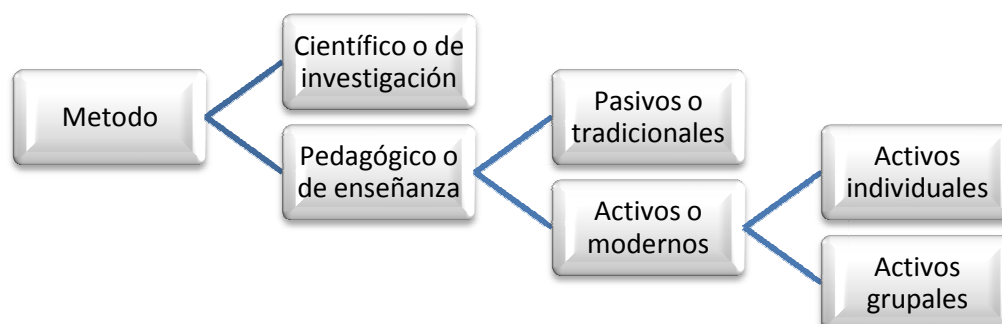 Metodo
Científico o de
investigación
Pedagógico o
de enseñanza
Pasivos o
tradicionales
Activos o
modernos
Activos
individuales
Activos
grupales